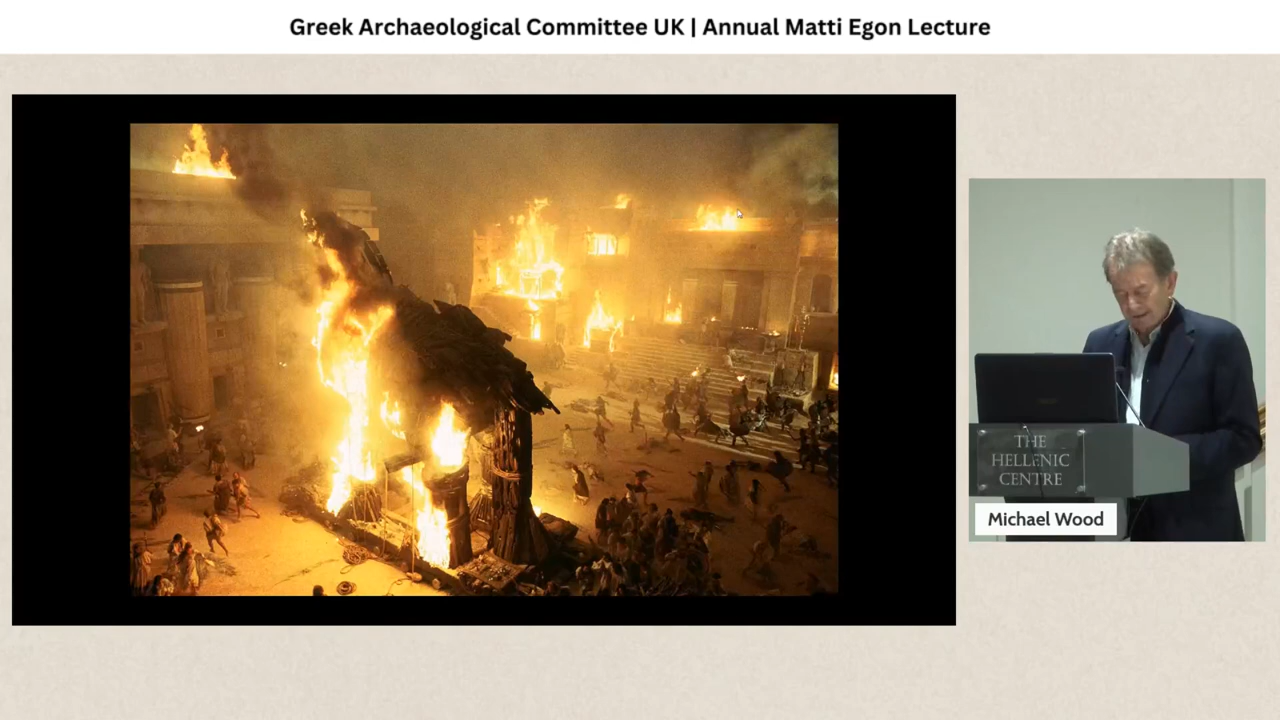 Greek Archaeological Committee UK | Annual Matti Egon Lecture
THE
HELLENIC
CENTRE
Michael Wood